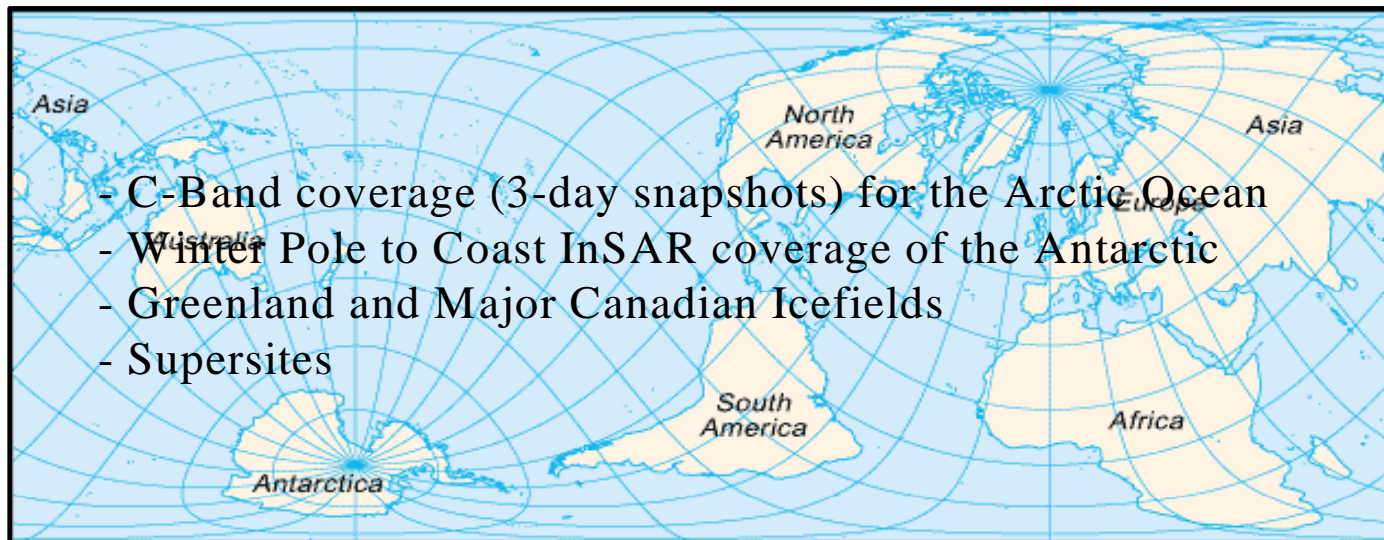 Asia
North
America
Asia
- C-Band coverage (3-day snapshots) for the Arctic Ocean
Europe
Australia
- Winter Pole to Coast InSAR coverage of the Antarctic
- Greenland and Major Canadian Icefields
- Supersites
South
America
Africa
Antarctica